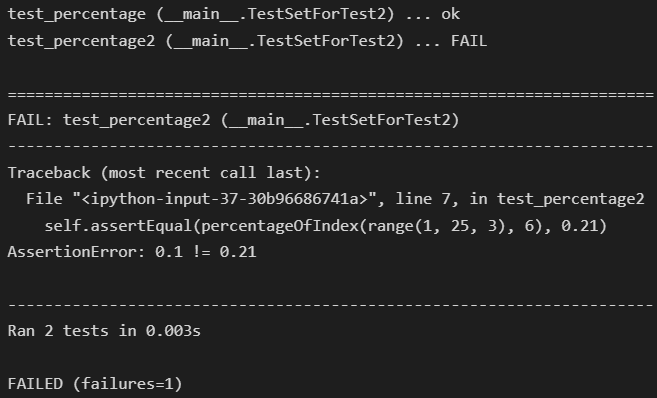 test_percentage (__main__.TestSetForTest2) ... ok
test_percentage2 (__main__.TestSetForTest2) ... FAIL
======================================================================
FAIL: test_percentage2 (__main__.TestSetForTest2)
----------------------------------------------------------------------
Traceback (most recent call last):
  File "<ipython-input-37-30b96686741a>", line 7, in test_percentage2
    self.assertEqual(percentageOfIndex(range(1, 25, 3), 6), 0.21)
AssertionError: 0.1 != 0.21
----------------------------------------------------------------------
Ran 2 tests in 0.003s
FAILED (failures=1)